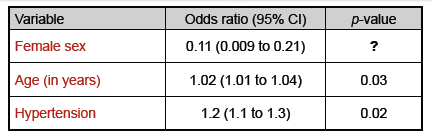 Variable Odds ratio (95% CI) p-value
Female sex 0.11 (0.009 to 0.21) ?
Age (in years) 1.02 (1.01 to 1.04) 0.03
Hypertension 1.2 (1.1 to 1.3) 0.02